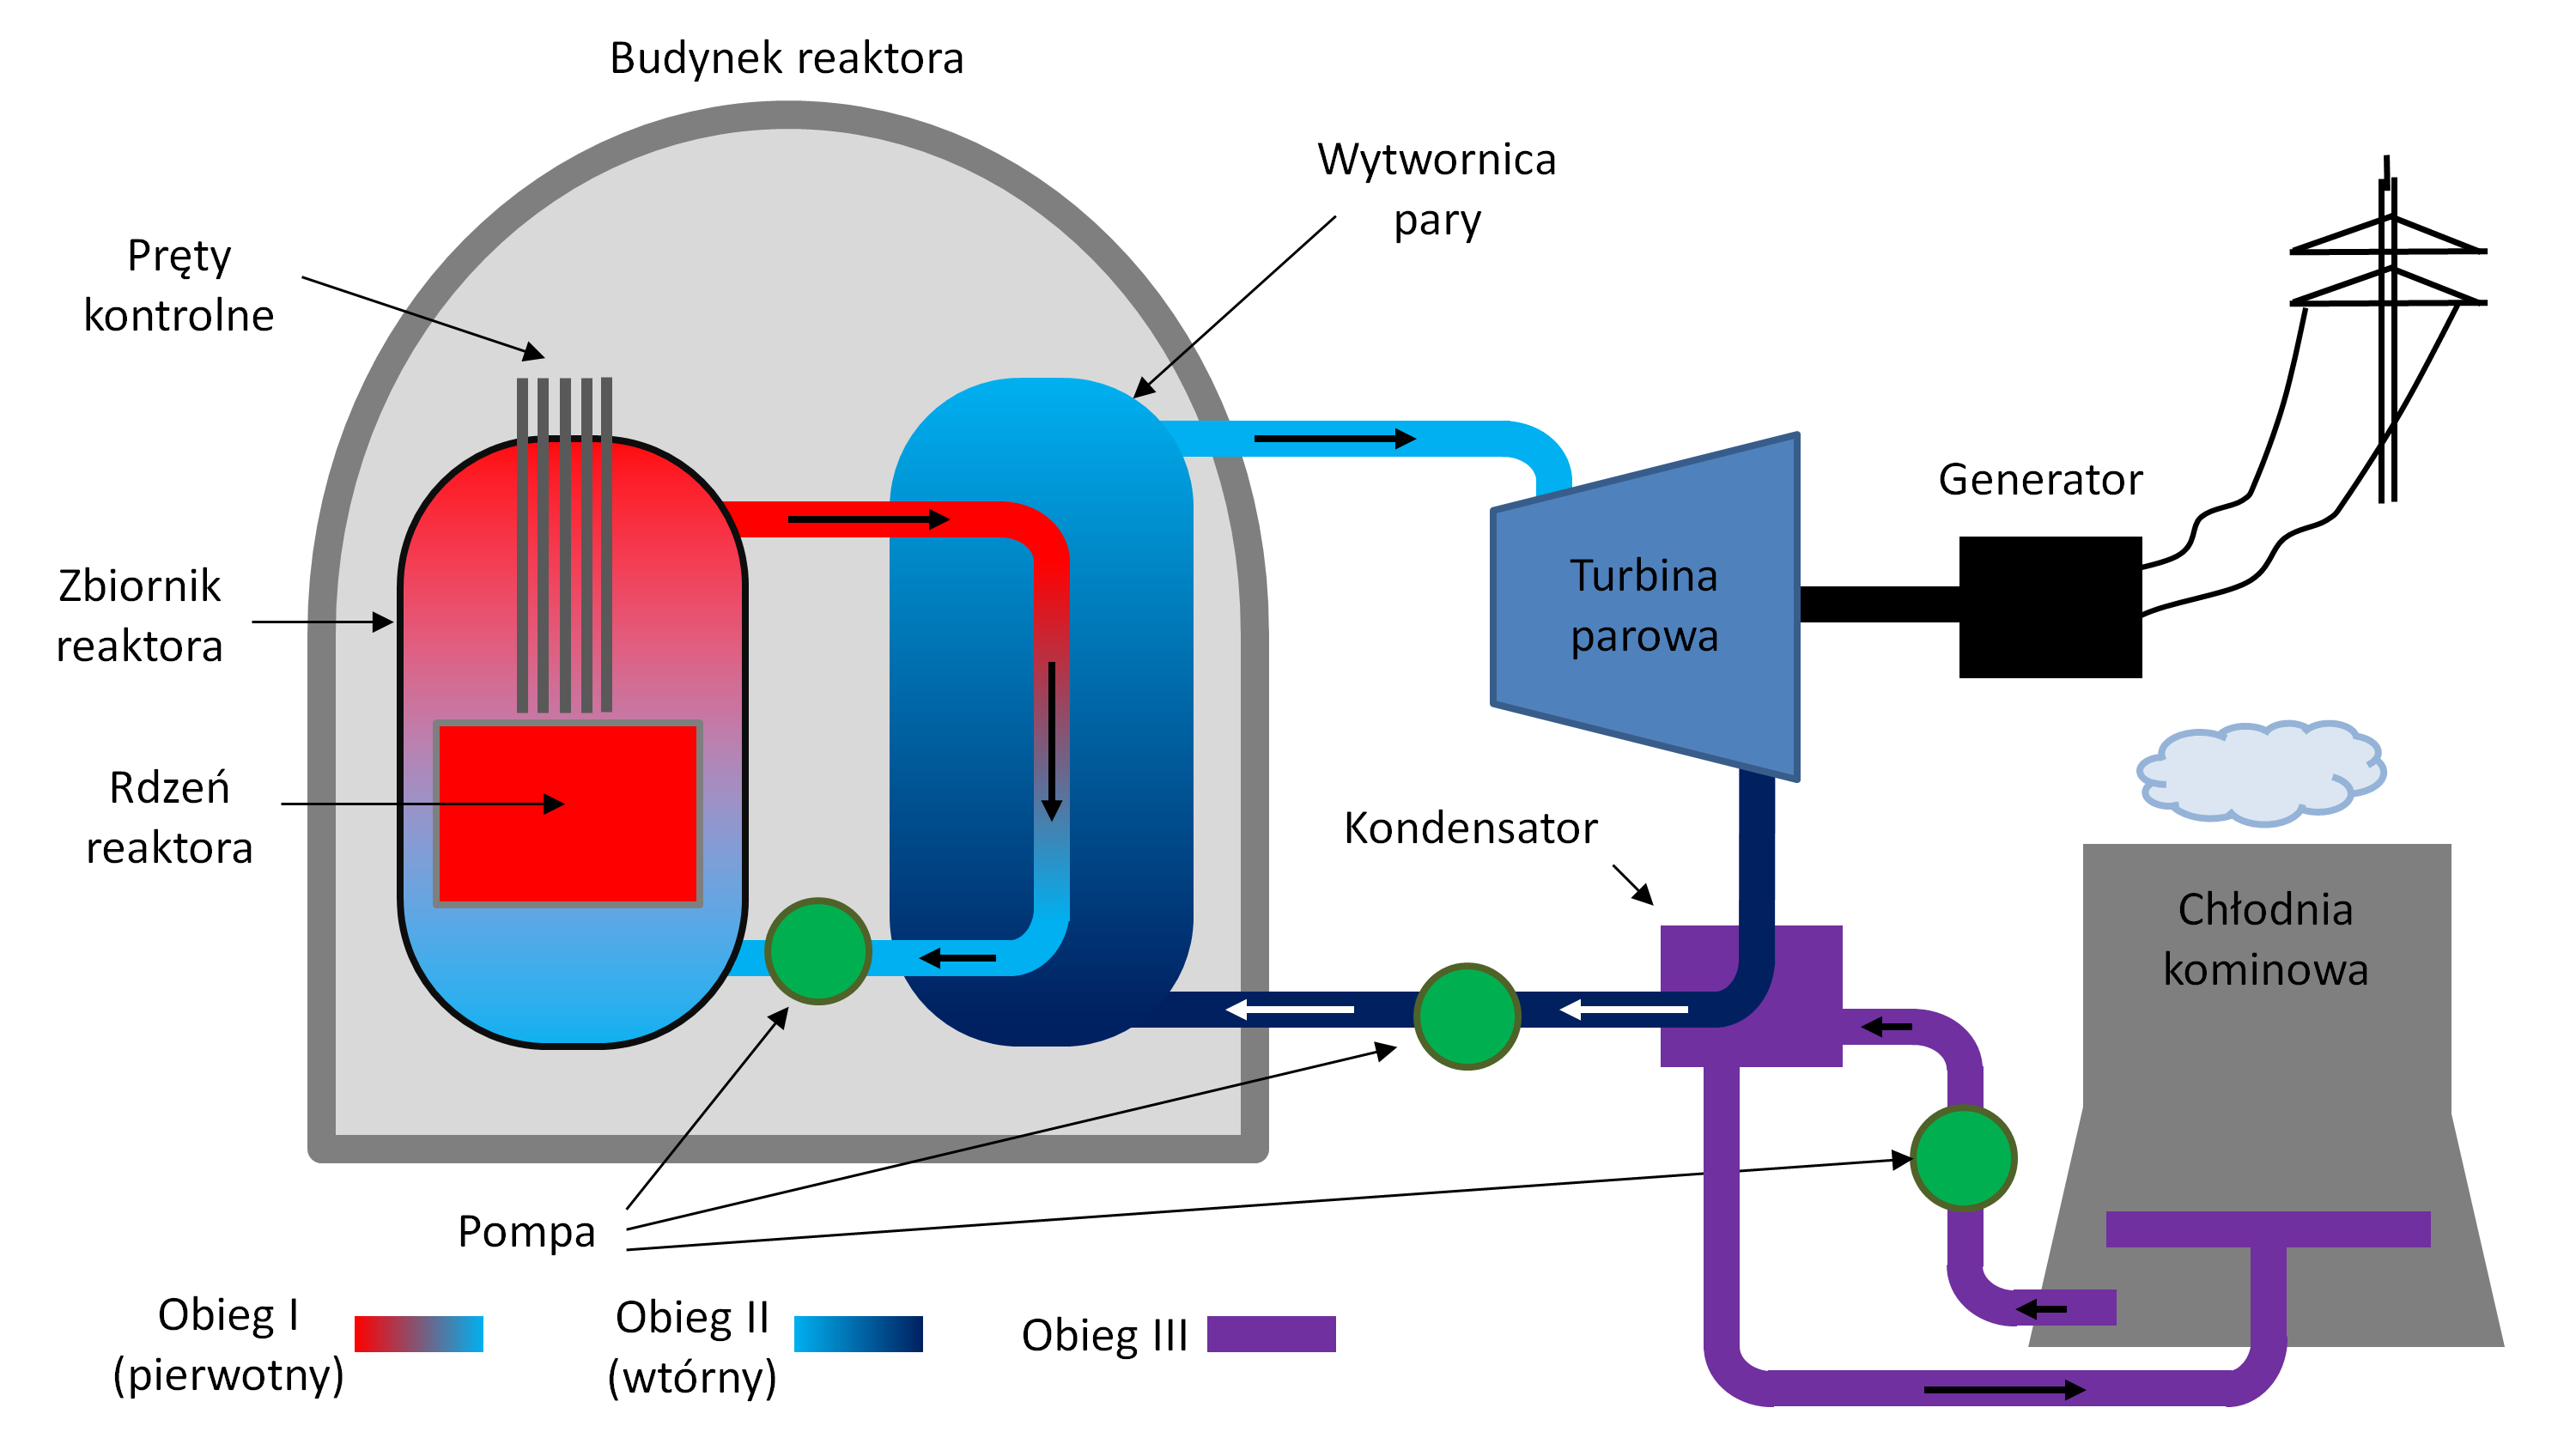 Budynek reaktora
Wytwornica
pary
Pręty
kontrolne
Generator
Zbiornik
reaktora
Turbina
parowa
Rdzeń
reaktora
Kondensator
Chłodnia
kominowa
Pompa
Obieg I
(pierwotny)
Obieg II
(wtórny)
Obieg III